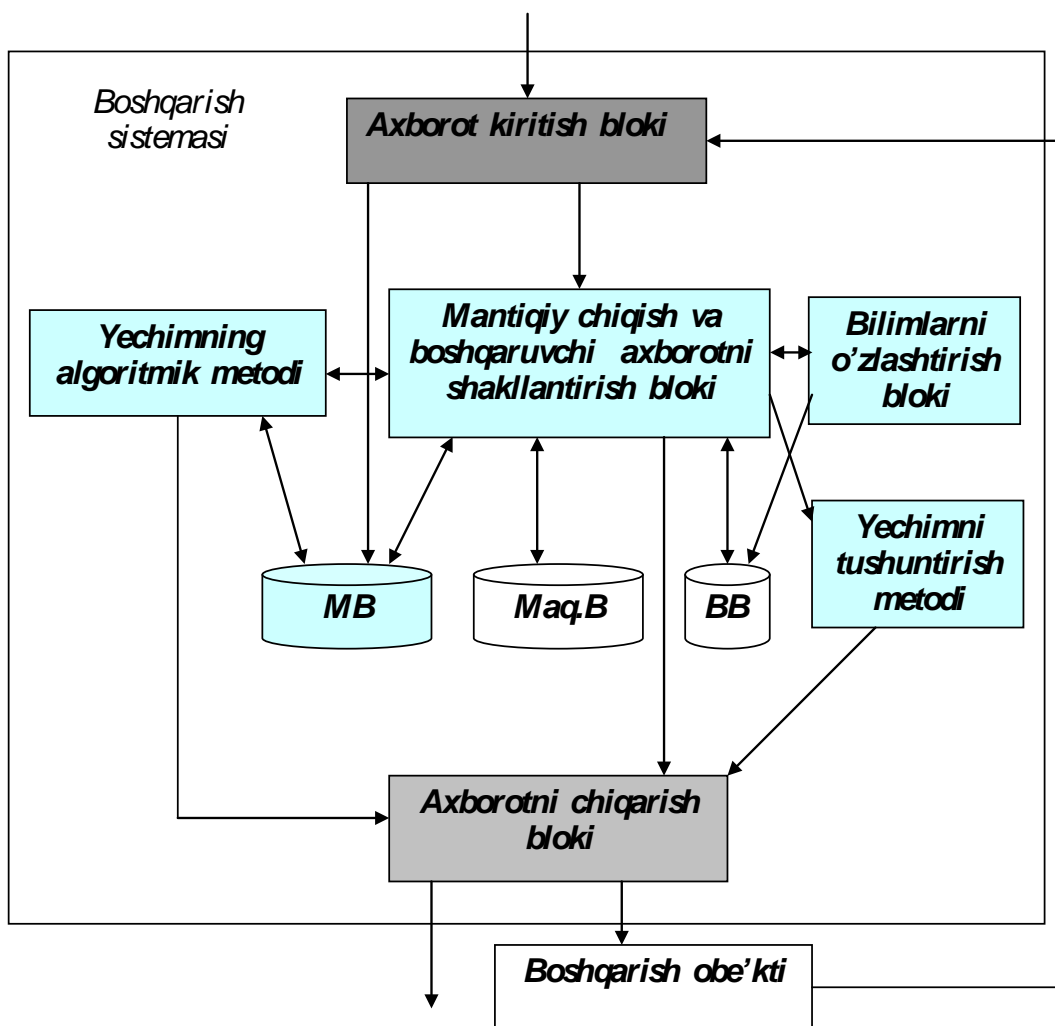 Boshqarish
sistemasi
Axborot kiritish bloki
Yechimning
algoritmik metodi
Mantiqiy chiqish va
boshqaruvchi axborotni
shakllantirish bloki
Bilimlarni
o’zlashtirish
bloki
Yechimni
tushuntirish
metodi
MB
Maq.B
BB
Axborotni chiqarish
bloki
Boshqarish obe’kti